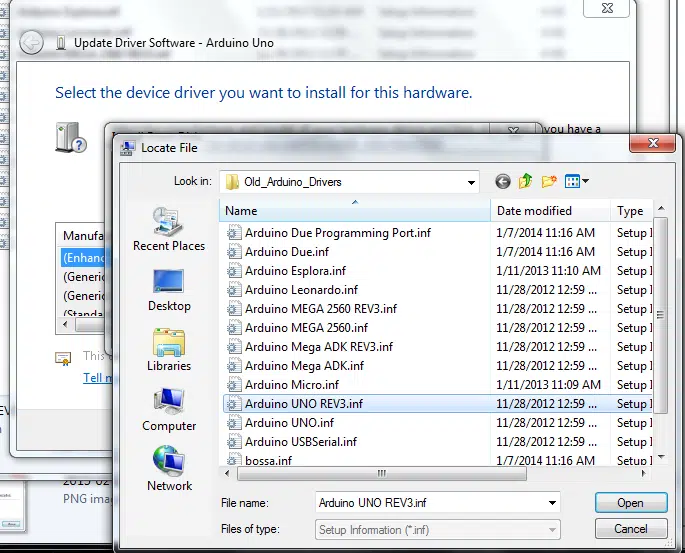 Update Driver Software - Arduino Uno
Select the device driver you want to install for this hardware.
you have a
Locate File
Look in:
Old_Arduino_Drivers
Name Date modified Type
Arduino Due Programming Port.inf 1/7/2014 11:16 AM Setup I
Arduino Due.inf 1/7/2014 11:16 AM Setup I
Arduino Esplora.inf 1/11/2013 11:10 AM Setup I
Arduino Leonardo.inf 11/28/2012 12:59 ... Setup I
Arduino MEGA 2560 REV3.inf 11/28/2012 12:59 ... Setup I
Arduino MEGA 2560.inf 11/28/2012 12:59 ... Setup I
Arduino Mega ADK REV3.inf 11/28/2012 12:59 ... Setup I
Arduino Mega ADK.inf 11/28/2012 12:59 ... Setup I
Arduino Micro.inf 1/11/2013 11:09 AM Setup I
Arduino UNO REV3.inf 11/28/2012 12:59 ... Setup I
Arduino UNO.inf 11/28/2012 12:59 ... Setup I
Arduino USBSerial.inf 11/28/2012 12:59 ... Setup I
bossa.inf 1/7/2014 11:16 AM Setup I
Recent Places
Desktop
Libraries
Computer
Network
Manufa
(Enhanc
(Generic
(Generic
(Standa
This
Tell
File name:
Arduino UNO REV3.inf
Open
Files of type:
Setup Information (*.inf)
Cancel
PNG imag